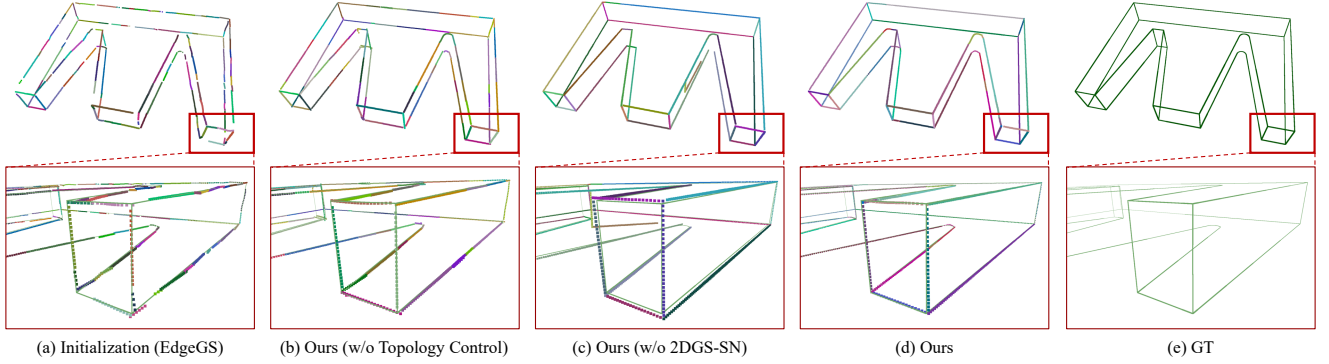 (a) Initialization (EdgeGS)
(b) Ours (w/o Topology Control)
(c) Ours (w/o 2DGS-SN)
(d) Ours
(e) GT